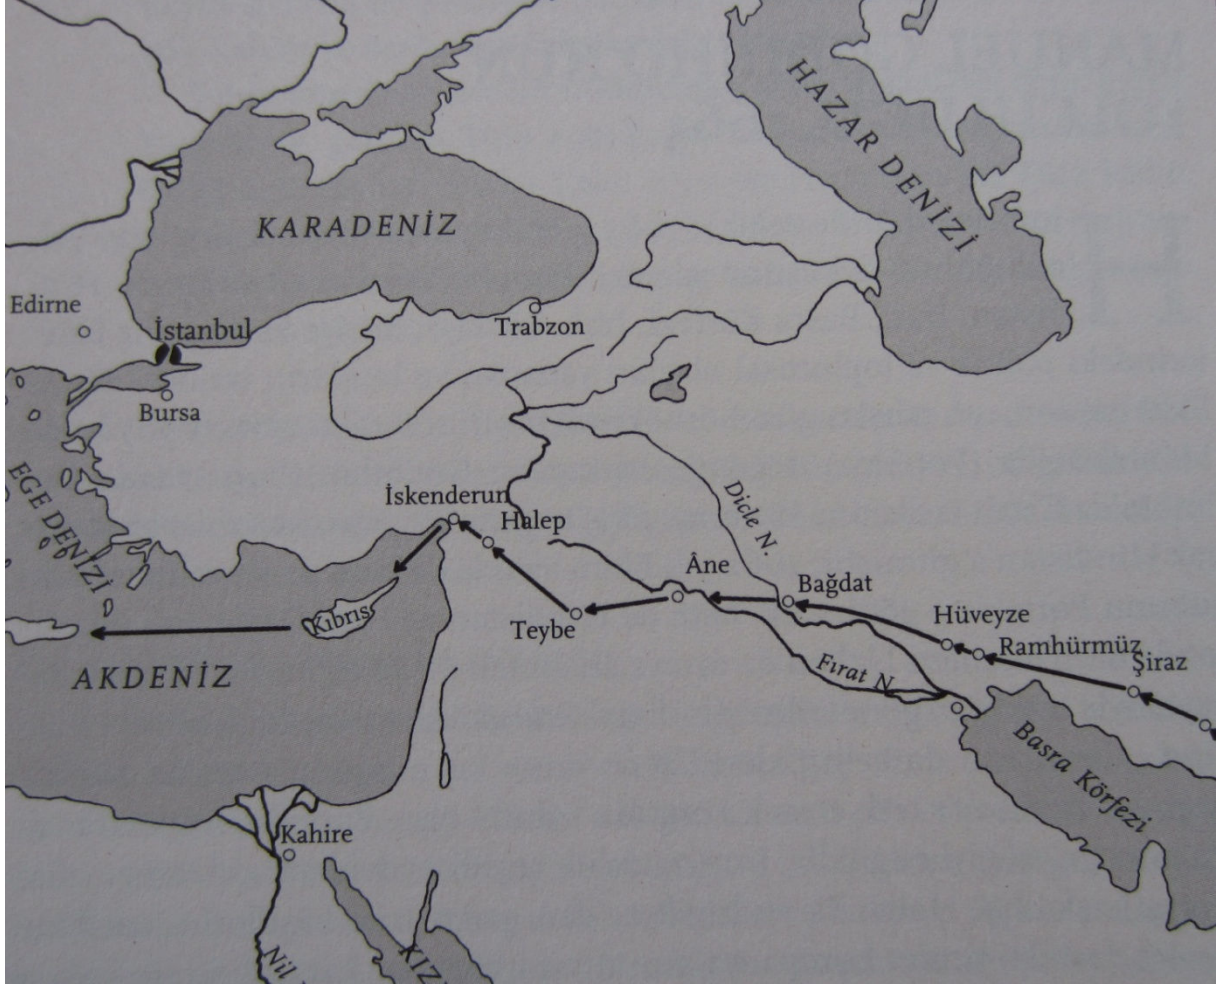 HAZAR DENİZİ
KARADENİZ
Edirne
İstanbul
Trabzon
Bursa
EGE DENİZİ
İskenderun
Halep
Dicle N.
Âne
Bağdat
Teybe
Kıbrıs
Hüveyze
Ramhürmüz
Şiraz
AKDENİZ
Fırat N.
Basra Körfezi
Kahire
Nil
KIZ